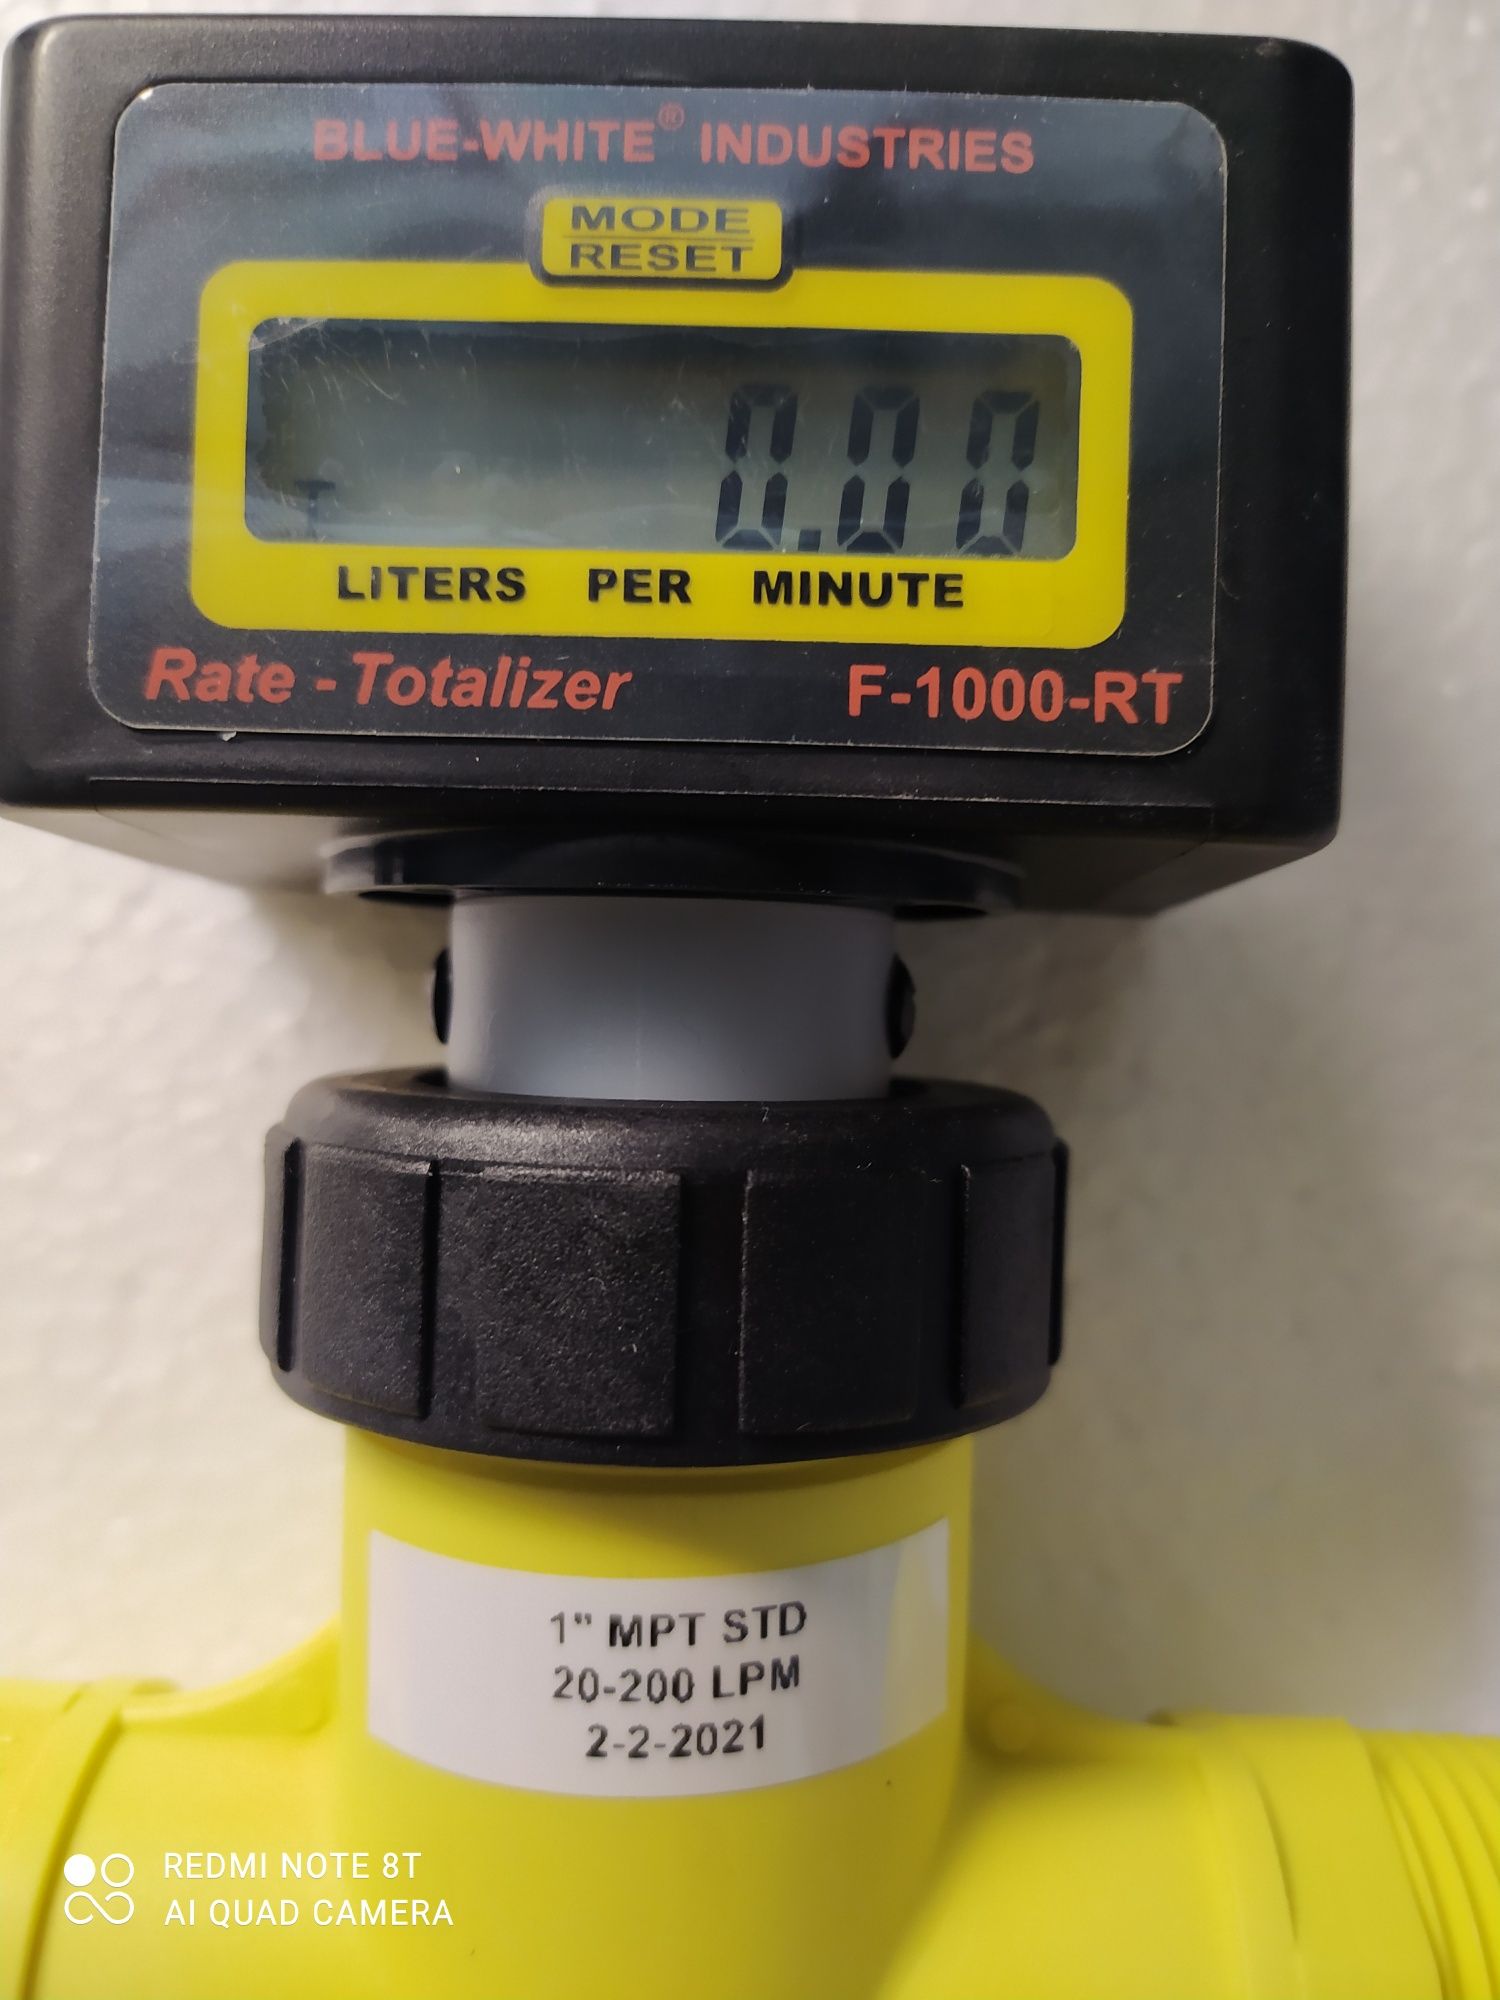 BLUE-WHITE® INDUSTRIES
MODE
RESET
0.00
T
LITERS PER MINUTE
Rate - Totalizer F-1000-RT
1" MPT STD
20-200 LPM
2-2-2021
REDMI NOTE 8T
AI QUAD CAMERA